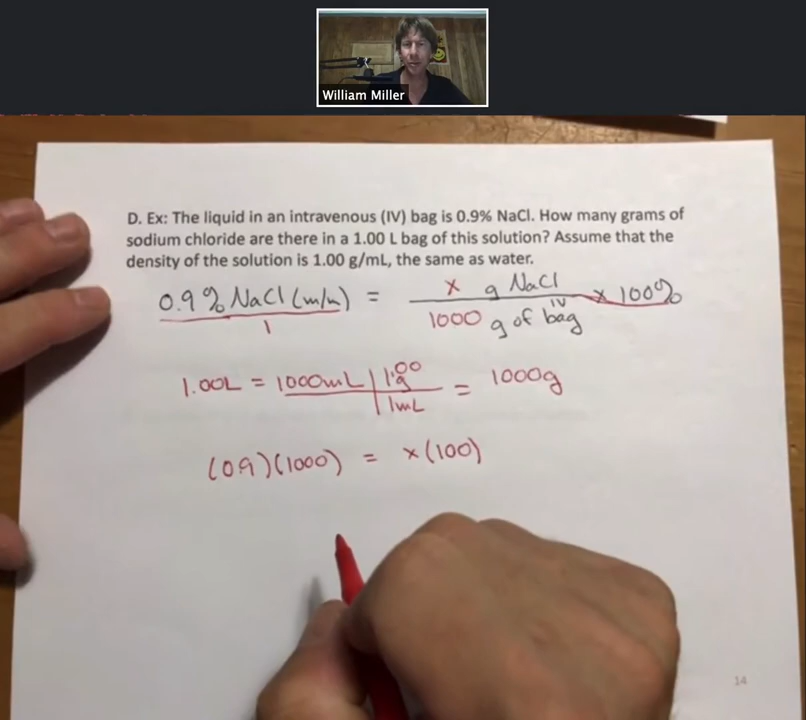 William Miller
D. Ex: The liquid in an intravenous (IV) bag is 0.9% NaCl. How many grams of
sodium chloride are there in a 1.00 L bag of this solution? Assume that the
density of the solution is 1.00 g/mL, the same as water.
0.9% NaCl (m/m) = x g NaCl x 100%
1 1000 g of IV bag
1.00L = 1000mL | 1.00 g = 1000g
1mL
(0.9)(1000) = x(100)
14